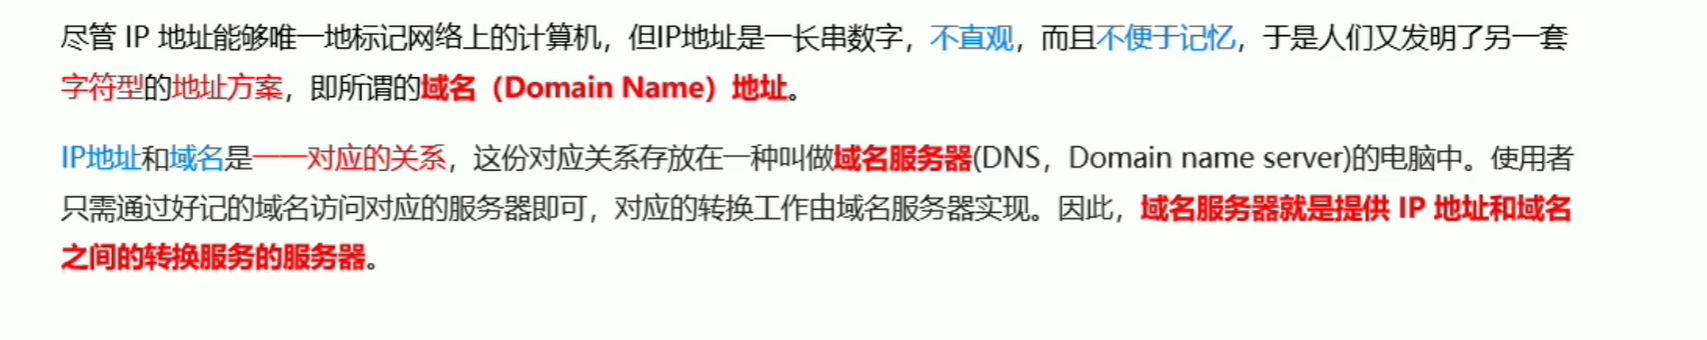 尽管 IP 地址能够唯一地标记网络上的计算机，但IP地址是一长串数字，不直观，而且不便于记忆，于是人们又发明了另一套
字符型的地址方案，即所谓的域名（Domain Name）地址。
IP地址和域名是一一对应的关系，这份对应关系存放在一种叫做域名服务器(DNS，Domain name server)的电脑中。使用者
只需通过好记的域名访问对应的服务器即可，对应的转换工作由域名服务器实现。因此，域名服务器就是提供 IP 地址和域名
之间的转换服务的服务器。